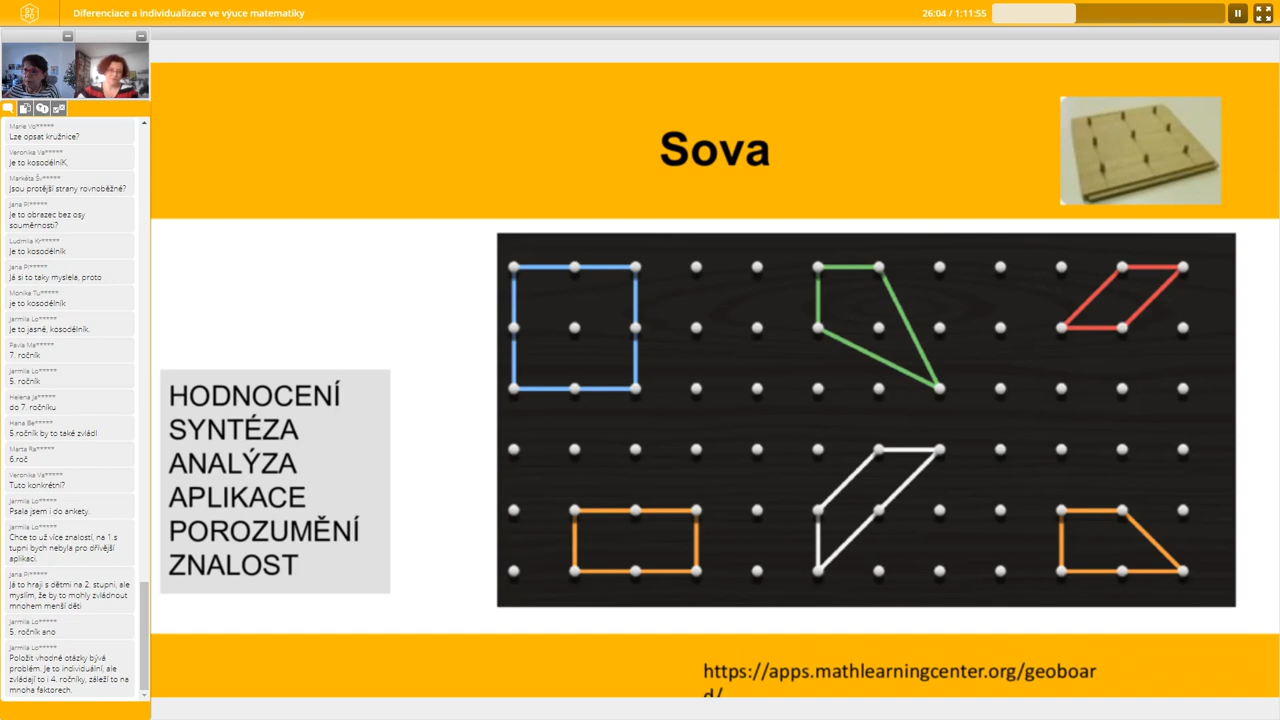 Diferenciace a individualizace ve výuce matematiky
26:04 / 1:11:55
Marie Vo*****
Lze opsat kružnice?
Veronika Va*****
Je to kosodélníK,
Markéta Šv*****
Jsou protější strany rovnoběžné?
Jana Pl*****
Je to obrazec bez osy
souměrnosti?
Ludmila Kr*****
Je to kosodélník
Jana Pl*****
Já si to taky myslela, proto
Monika Tu*****
je to kosodélník
Jarmila Lo*****
Je to jasně, kosodélník.
Pavla Ma*****
7. ročník
Jarmila Lo*****
5. ročník
Helena Ja*****
do 7. ročníku
Hana Be*****
5.ročník by to také zvládl
Marta Ra*****
6.roč
Veronika Va*****
Tuto konkrétní?
Jarmila Lo*****
Psala jsem i do ankety.
Jarmila Lo*****
Chce to už více znalostí, na 1.s
tupni bych nebyla pro dřívější
aplikaci.
Jana Pl*****
Já to hraji s dětmi na 2. stupni, ale
myslím, že by to mohly zvládnout
mnohem menší děti
Jarmila Lo*****
5. ročník ano
Jarmila Lo*****
Položit vhodné otázky bývá
problém. Je to individuální, ale
zvládají to i 4. ročníky, záleží to na
mnoha faktorech.
Sova
HODNOCENÍ
SYNTÉZA
ANALÝZA
APLIKACE
POROZUMĚNÍ
ZNALOST
https://apps.mathlearningcenter.org/geoboar
d/